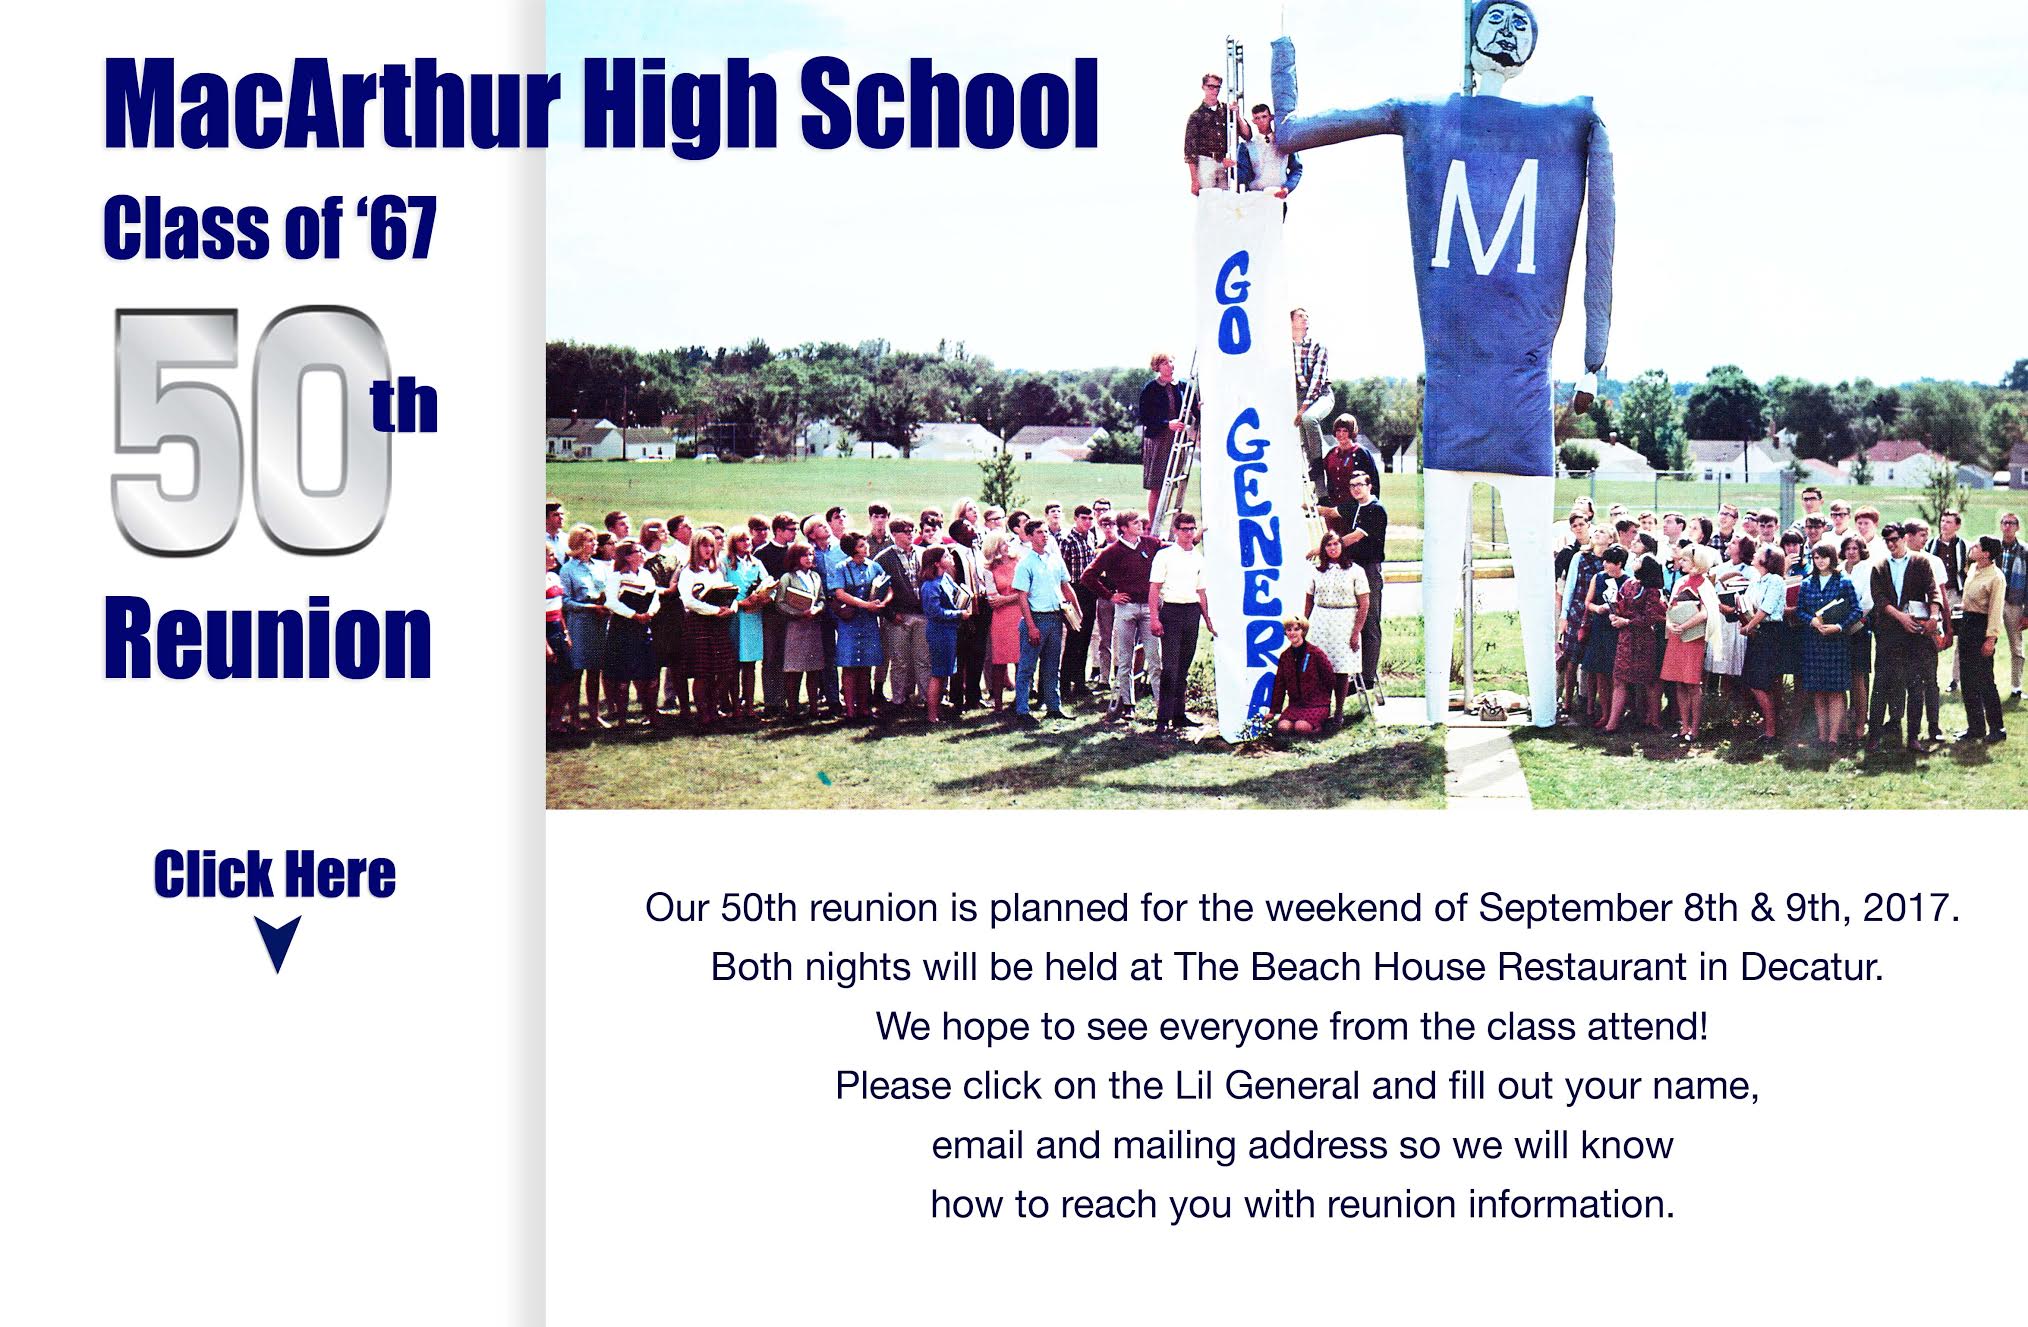 MacArthur High School
Class of ‘67
50th
Reunion
Click Here
M
GO
GENERA
Our 50th reunion is planned for the weekend of September 8th & 9th, 2017.
Both nights will be held at The Beach House Restaurant in Decatur.
We hope to see everyone from the class attend!
Please click on the Lil General and fill out your name,
email and mailing address so we will know
how to reach you with reunion information.